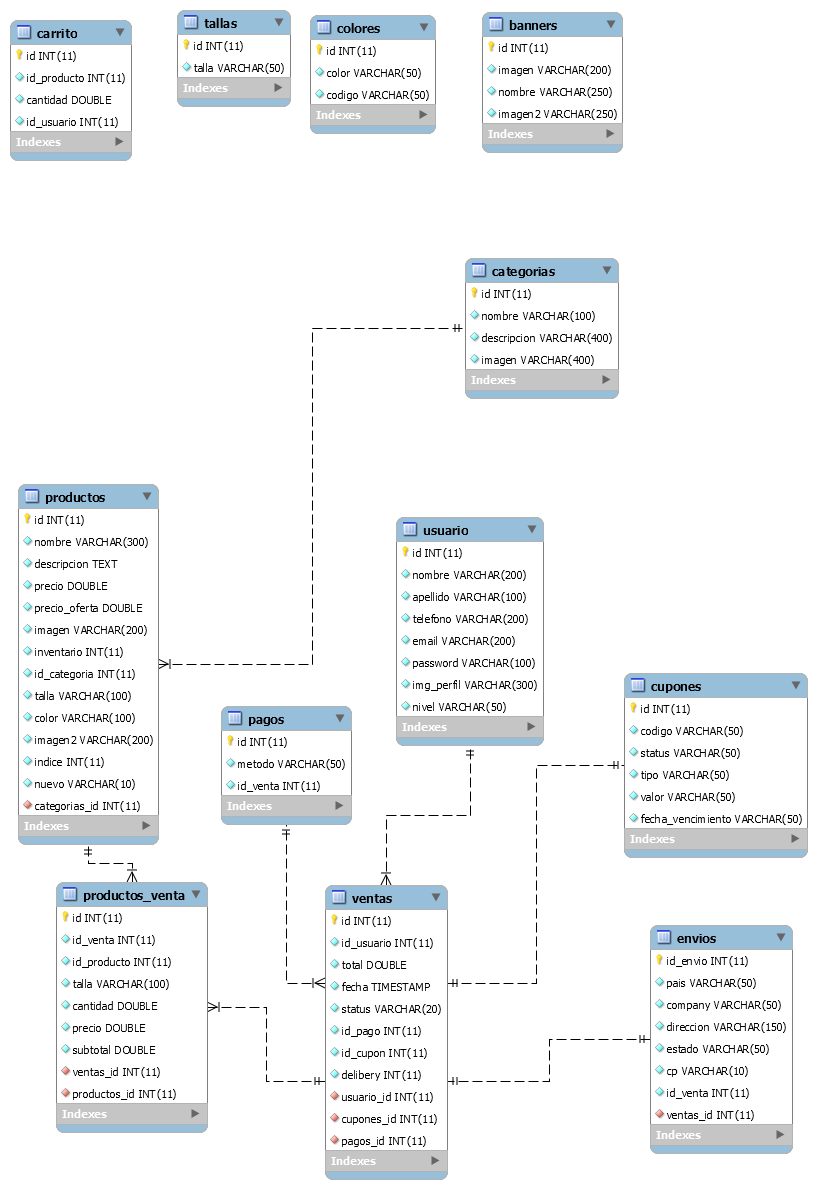 carrito
id INT(11)
id_producto INT(11)
cantidad DOUBLE
id_usuario INT(11)
Indexes
tallas
id INT(11)
talla VARCHAR(50)
Indexes
colores
id INT(11)
color VARCHAR(50)
codigo VARCHAR(50)
Indexes
banners
id INT(11)
imagen VARCHAR(200)
nombre VARCHAR(250)
imagen2 VARCHAR(250)
Indexes
categorias
id INT(11)
nombre VARCHAR(100)
descripcion VARCHAR(400)
imagen VARCHAR(400)
Indexes
productos
id INT(11)
nombre VARCHAR(300)
descripcion TEXT
precio DOUBLE
precio_oferta DOUBLE
imagen VARCHAR(200)
inventario INT(11)
id_categoria INT(11)
talla VARCHAR(100)
color VARCHAR(100)
imagen2 VARCHAR(200)
indice INT(11)
nuevo VARCHAR(10)
categorias_id INT(11)
Indexes
usuario
id INT(11)
nombre VARCHAR(200)
apellido VARCHAR(100)
telefono VARCHAR(200)
email VARCHAR(200)
password VARCHAR(100)
img_perfil VARCHAR(300)
nivel VARCHAR(50)
Indexes
pagos
id INT(11)
metodo VARCHAR(50)
id_venta INT(11)
Indexes
cupones
id INT(11)
codigo VARCHAR(50)
status VARCHAR(50)
tipo VARCHAR(50)
valor VARCHAR(50)
fecha_vencimiento VARCHAR(50)
Indexes
productos_venta
id INT(11)
id_venta INT(11)
id_producto INT(11)
talla VARCHAR(100)
cantidad DOUBLE
precio DOUBLE
subtotal DOUBLE
ventas_id INT(11)
productos_id INT(11)
Indexes
ventas
id INT(11)
id_usuario INT(11)
total DOUBLE
fecha TIMESTAMP
status VARCHAR(20)
id_pago INT(11)
id_cupon INT(11)
delibery INT(11)
usuario_id INT(11)
cupones_id INT(11)
pagos_id INT(11)
Indexes
envios
id_envio INT(11)
pais VARCHAR(50)
company VARCHAR(50)
direccion VARCHAR(150)
estado VARCHAR(50)
cp VARCHAR(10)
id_venta INT(11)
ventas_id INT(11)
Indexes